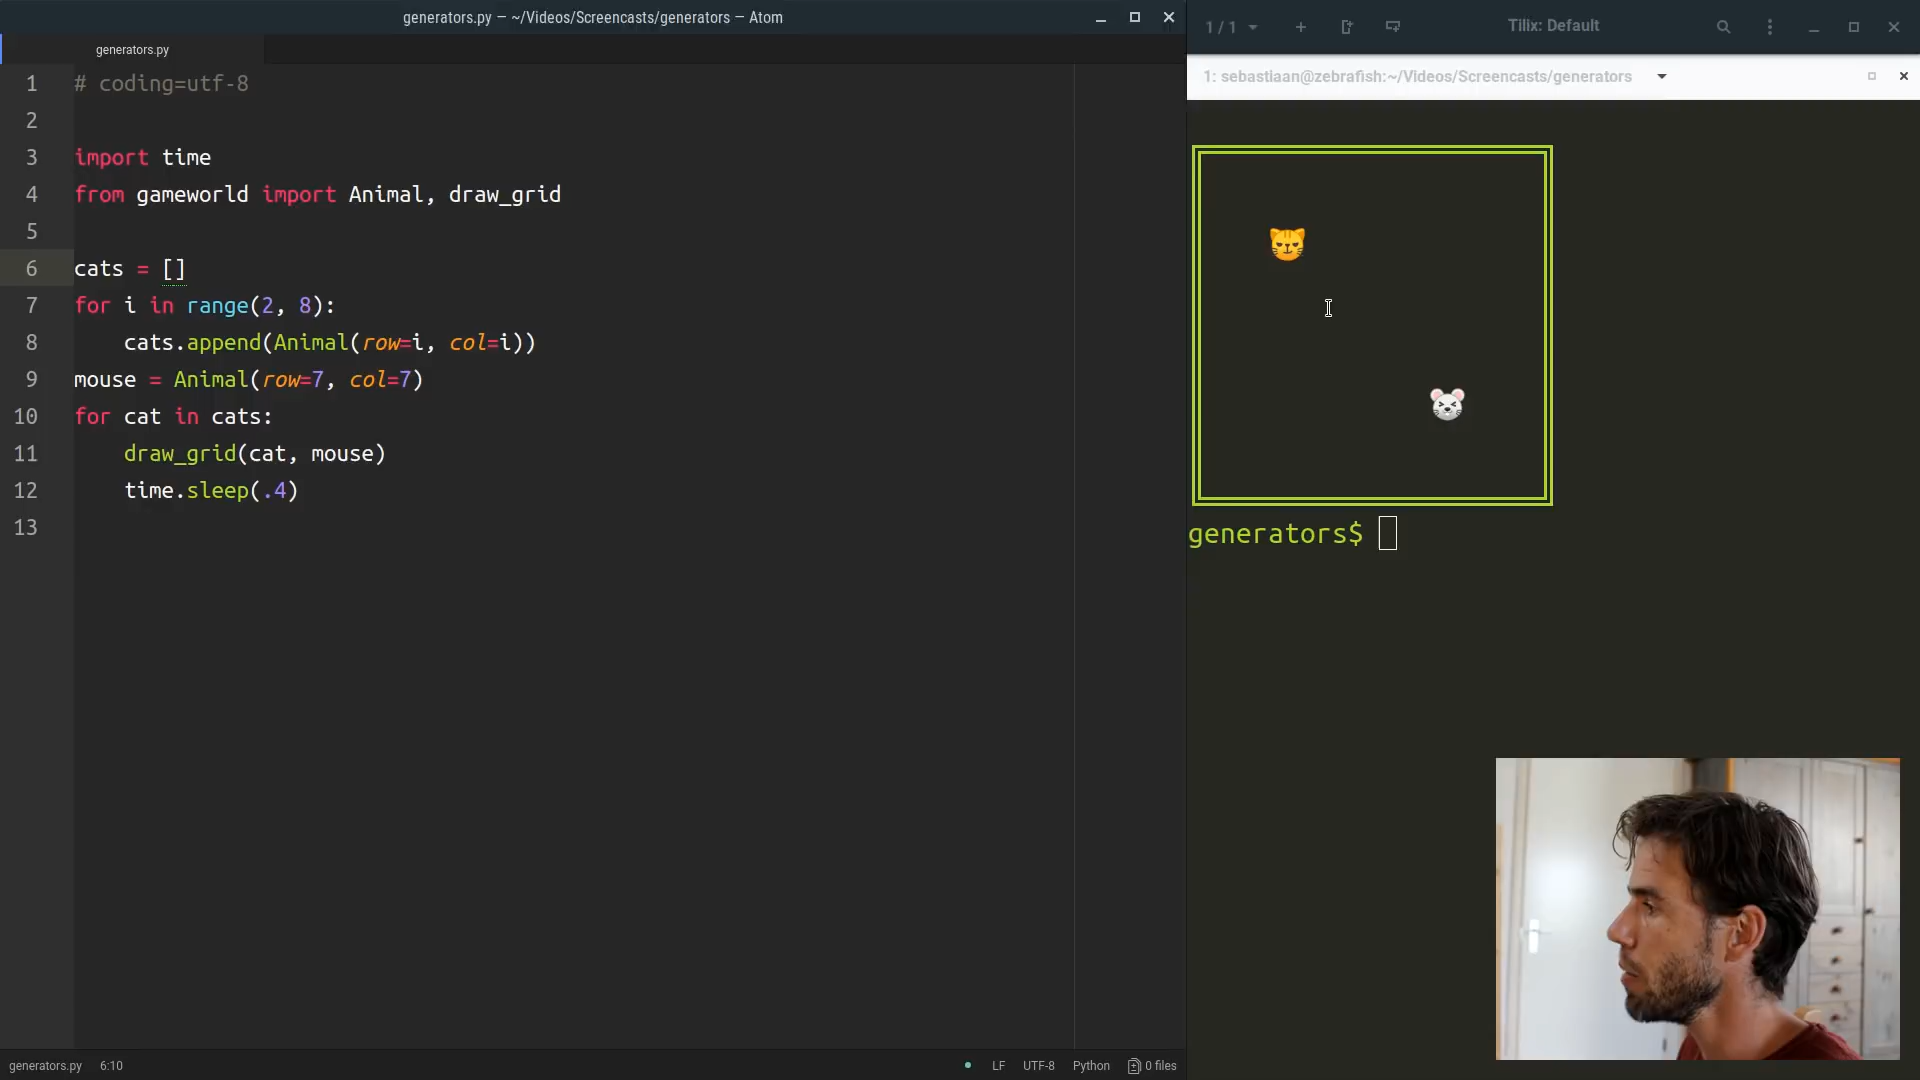 generators.py — ~/Videos/Screencasts/generators — Atom
generators.py
1 # coding=utf-8
2
3 import time
4 from gameworld import Animal, draw_grid
5
6 cats = []
7 for i in range(2, 8):
8     cats.append(Animal(row=i, col=i))
9 mouse = Animal(row=7, col=7)
10 for cat in cats:
11     draw_grid(cat, mouse)
12     time.sleep(.4)
13
generators.py 6:10 LF UTF-8 Python 0 files
1 / 1 Tilix: Default
1: sebastiaan@zebrafish:~/Videos/Screencasts/generators
generators$